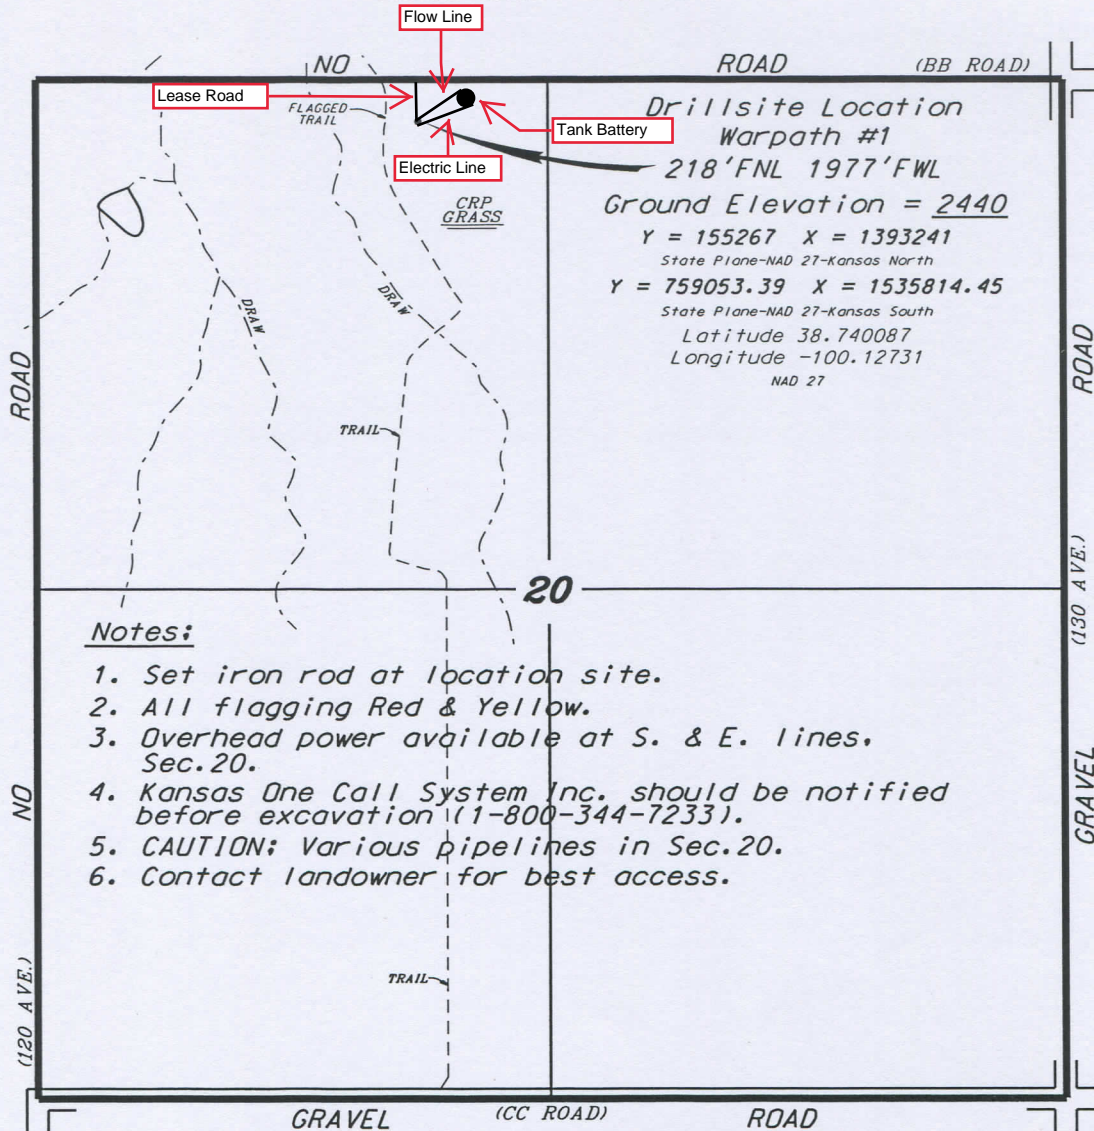 Flow Line
NO ROAD (BB ROAD)
Lease Road
FLAGGED
TRAIL
Tank Battery
Electric Line
Drillsite Location
Warpath #1
218'FNL 1977'FWL
Ground Elevation = 2440
Y = 155267 X = 1393241
State Plane-NAD 27-Kansas North
Y = 759053.39 X = 1535814.45
State Plane-NAD 27-Kansas South
Latitude 38.740087
Longitude -100.12731
NAD 27
CRP
GRASS
DRAW
DRAW
ROAD
ROAD
TRAIL
20
(130 AVE.)
Notes:
1. Set iron rod at location site.
2. All flagging Red & Yellow.
3. Overhead power available at S. & E. lines,
Sec.20.
4. Kansas One Call System Inc. should be notified
before excavation (1-800-344-7233).
5. CAUTION: Various pipelines in Sec.20.
6. Contact landowner for best access.
NO
GRAVEL
TRAIL
(120 AVE.)
GRAVEL (CC ROAD) ROAD